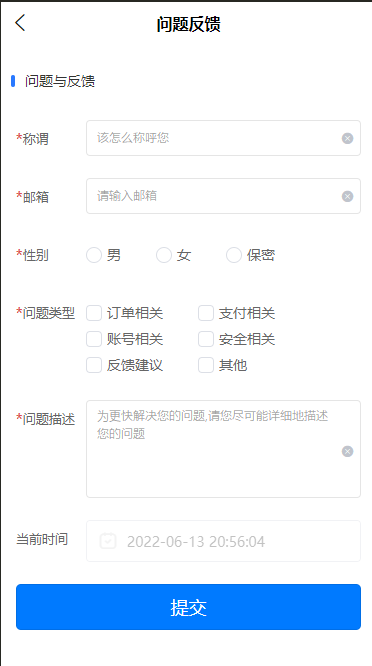 问题反馈
问题与反馈
*称谓 该怎么称呼您
*邮箱 请输入邮箱
*性别 男 女 保密
*问题类型 订单相关 支付相关
账号相关 安全相关
反馈建议 其他
*问题描述 为更快解决您的问题,请您尽可能详细地描述
您的问题
当前时间 2022-06-13 20:56:04
提交